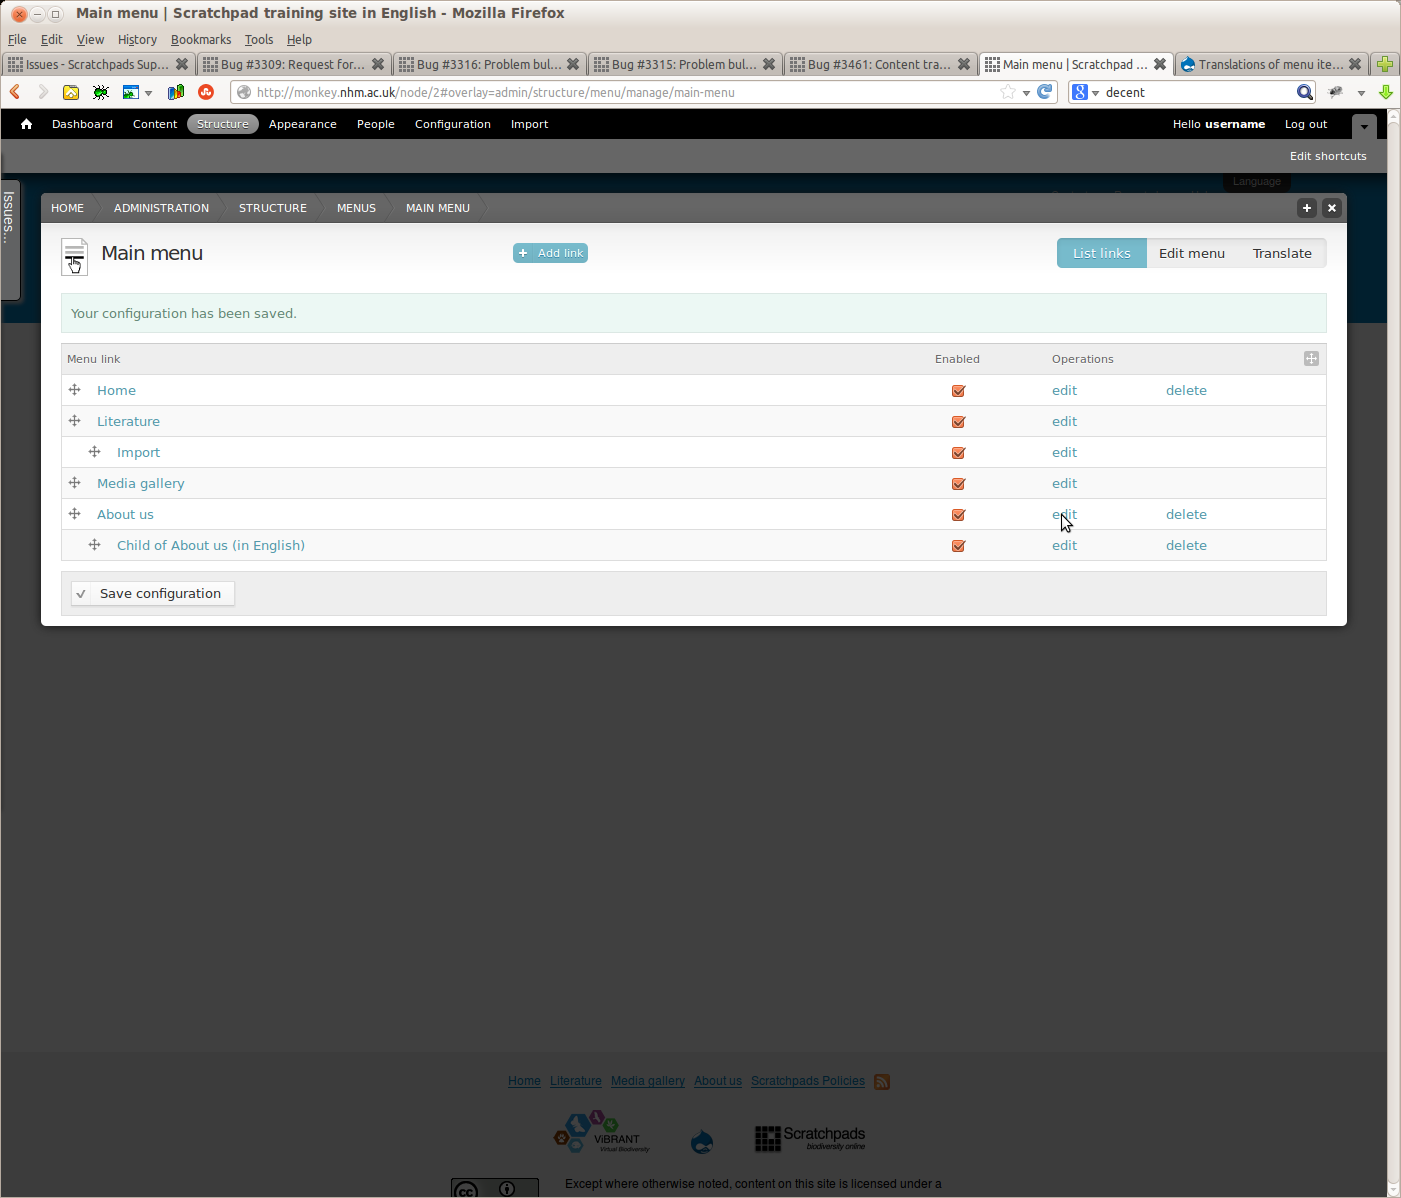 Main menu | Scratchpad training site in English - Mozilla Firefox
File Edit View History Bookmarks Tools Help
Issues - Scratchpads Sup... Bug #3309: Request for... Bug #3316: Problem bul... Bug #3315: Problem bul... Bug #3461: Content tra... Main menu | Scratchpad ... Translations of menu ite...
http://monkey.nhm.ac.uk/node/2#overlay=admin/structure/menu/manage/main-menu 8 decent
Dashboard Content Structure Appearance People Configuration Import Hello username Log out
Edit shortcuts
Language
Issues...
HOME ADMINISTRATION STRUCTURE MENUS MAIN MENU
Main menu + Add link List links Edit menu Translate
Your configuration has been saved.
Menu link Enabled Operations
Home edit delete
Literature edit
Import edit
Media gallery edit
About us edit delete
Child of About us (in English) edit delete
Save configuration
Home Literature Media gallery About us Scratchpads Policies
ViBRANT
Virtual Biodiversity
Scratchpads
biodiversity online
cc
Except where otherwise noted, content on this site is licensed under a